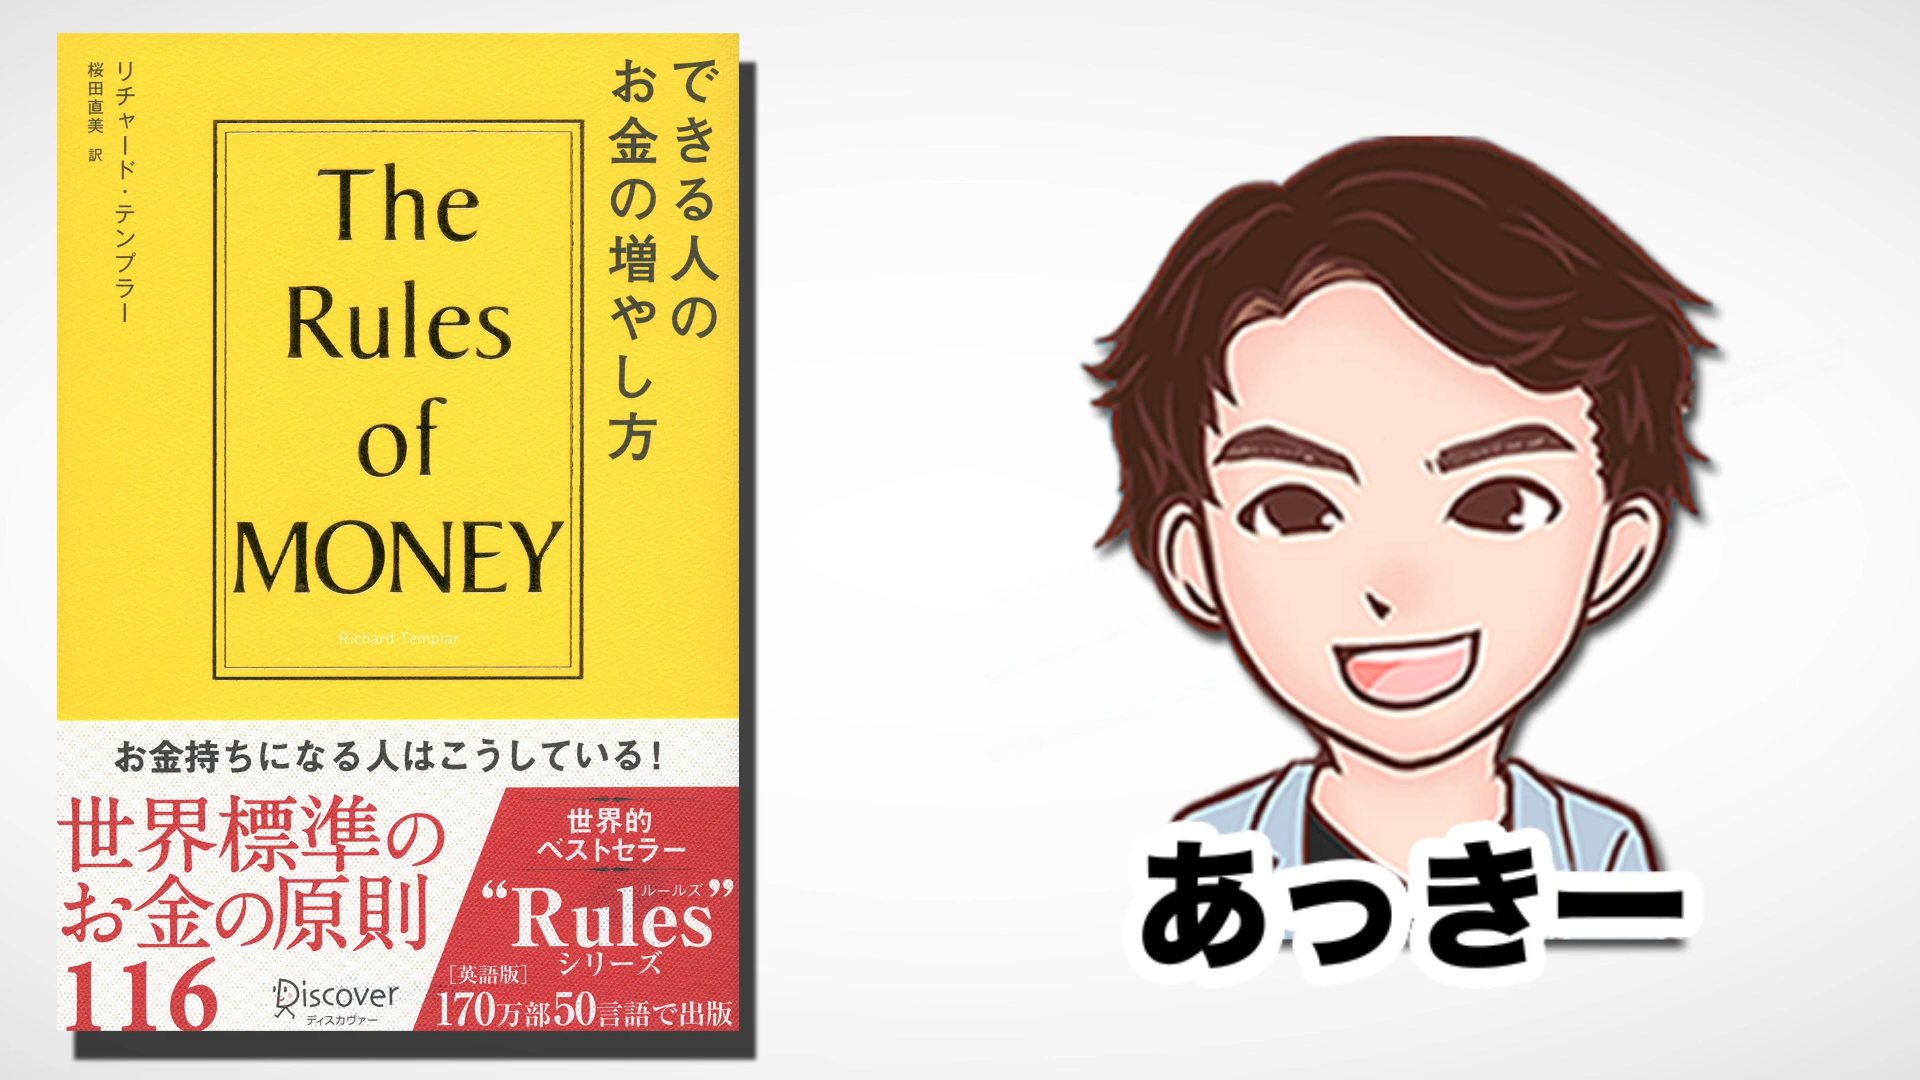 できる人の
お金の増やし方
リチャード・テンプラー
桜田直美 訳
The
Rules
of
MONEY
Richard Templar
お金持ちになる人はこうしている!
世界標準の
お金の原則
116
Discover
ディスカヴァー
世界的
ベストセラー
ルールズ
“Rules”
シリーズ
[英語版]
170万部50言語で出版
あっきー